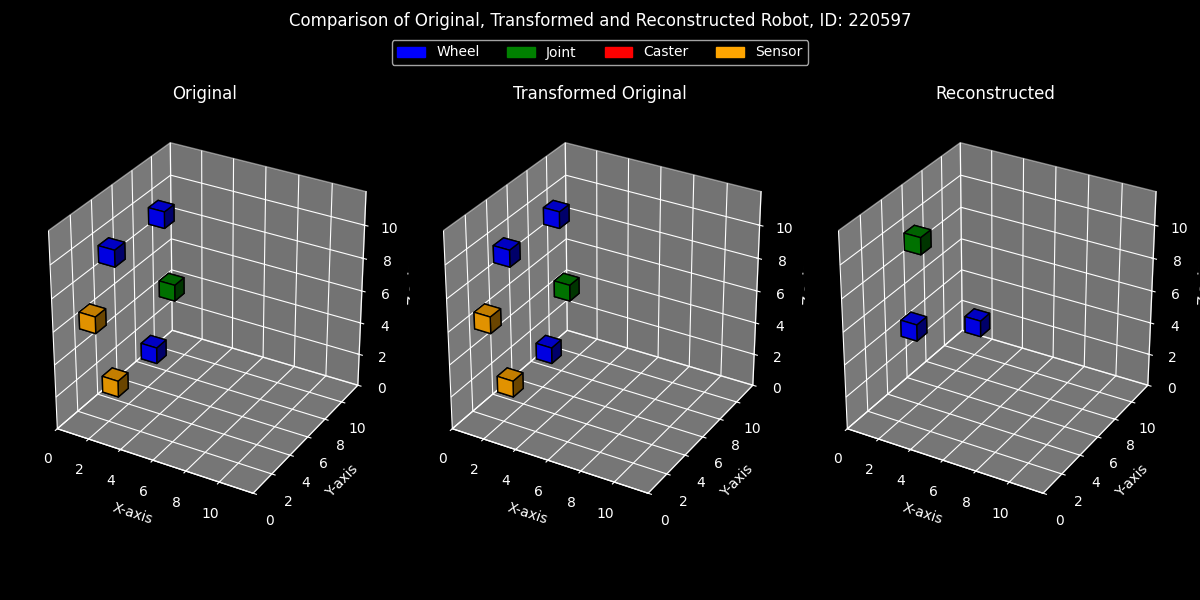 Comparison of Original, Transformed and Reconstructed Robot, ID: 220597
Wheel Joint Caster Sensor
Original Transformed Original Reconstructed
10 10 10
8 8 8
6 6 6
4 4 4
2 2 2
0 0 0
0 2 4 6 8 10
X-axis
0 2 4 6 8 10
Y-axis
0 2 4 6 8 10
X-axis
0 2 4 6 8 10
Y-axis
0 2 4 6 8 10
X-axis
0 2 4 6 8 10
Y-axis